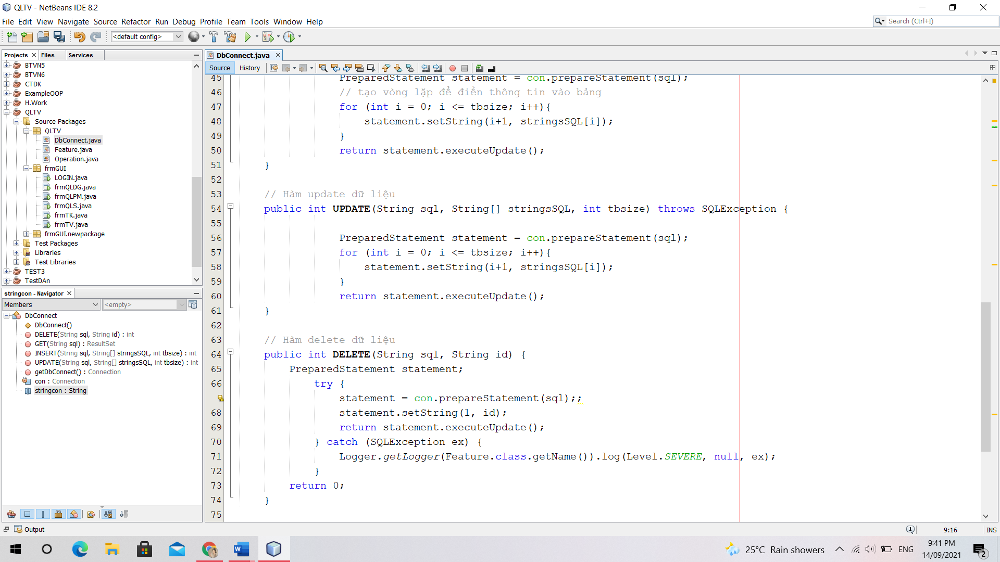 QLTV - NetBeans IDE 8.2
File Edit View Navigate Source Refactor Run Debug Profile Team Tools Window Help
Search (Ctrl+I)
<default config>
Projects Files Services
BTVN5
BTVN6
CTDK
ExampleOOP
H.Work
QLTV
Source Packages
QLTV
DbConnect.java
Feature.java
Operation.java
frmGUI
LOGIN.java
frmQLDG.java
frmQLPM.java
frmQLS.java
frmTK.java
frmTV.java
frmGUI.newpackage
Test Packages
Libraries
Test Libraries
TEST3
TestDAn
stringcon - Navigator
Members <empty>
DbConnect
DbConnect()
DELETE(String sql, String id) : int
GET(String sql) : ResultSet
INSERT(String sql, String[] stringsSQL, int tbsize) : int
UPDATE(String sql, String[] stringsSQL, int tbsize) : int
getDbConnect() : Connection
con : Connection
stringcon : String
DbConnect.java
Source History
45 PreparedStatement statement = con.prepareStatement(sql);
46 // tạo vòng lặp để điền thông tin vào bảng
47 for (int i = 0; i <= tbsize; i++){
48 statement.setString(i+1, stringsSQL[i]);
49 }
50 return statement.executeUpdate();
51 }
52
53 // Hàm update dữ liệu
54 public int UPDATE(String sql, String[] stringsSQL, int tbsize) throws SQLException {
55
56 PreparedStatement statement = con.prepareStatement(sql);
57 for (int i = 0; i <= tbsize; i++){
58 statement.setString(i+1, stringsSQL[i]);
59 }
60 return statement.executeUpdate();
61 }
62
63 // Hàm delete dữ liệu
64 public int DELETE(String sql, String id) {
65 PreparedStatement statement;
66 try {
statement = con.prepareStatement(sql);;
68 statement.setString(1, id);
69 return statement.executeUpdate();
70 } catch (SQLException ex) {
71 Logger.getLogger(Feature.class.getName()).log(Level.SEVERE, null, ex);
72 }
73 return 0;
74 }
75
Output
1
9:16
INS
25°C Rain showers
ENG
9:41 PM
14/09/2021
2